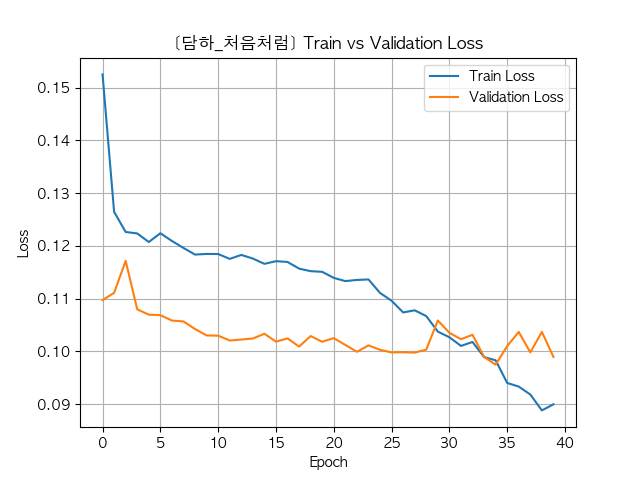 [담하_처음처럼] Train vs Validation Loss
Train Loss
Validation Loss
Loss
0.15
0.14
0.13
0.12
0.11
0.10
0.09
0 5 10 15 20 25 30 35 40
Epoch